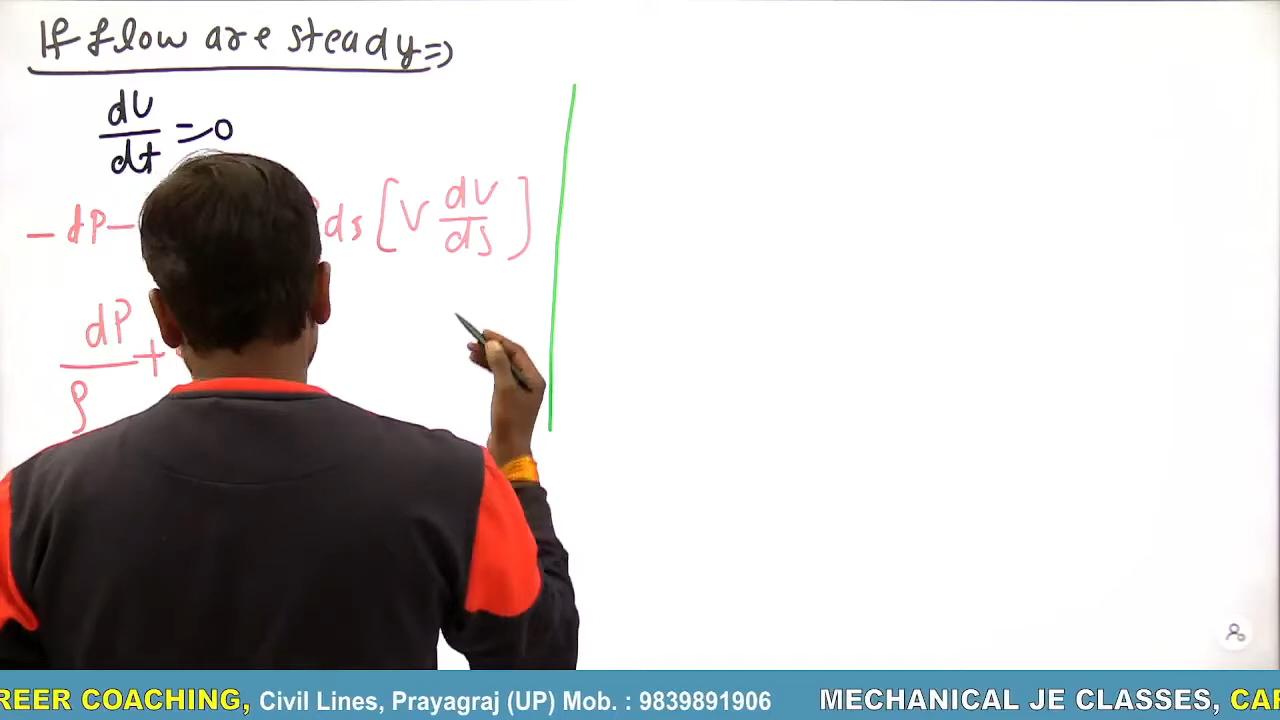 If flow are steady ⇒
dV/dt = 0
- dP - ds [V dV/ds]
dP/ρ +
REER COACHING, Civil Lines, Prayagraj (UP) Mob. : 9839891906 MECHANICAL JE CLASSES, CAR